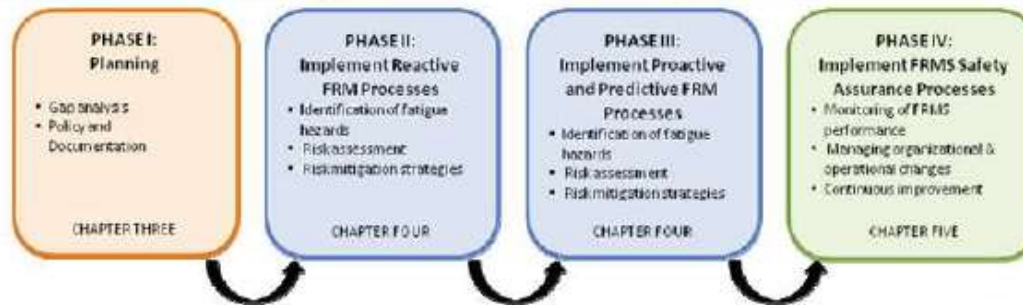 PHASE I:
Planning
• Gap analysis
• Policy and
Documentation
CHAPTER THREE
PHASE II:
Implement Reactive
FRM Processes
• Identification of fatigue
hazards
• Risk assessment
• Risk mitigation strategies
CHAPTER FOUR
PHASE III:
Implement Proactive
and Predictive FRM
Processes
• Identification of fatigue
hazards
• Risk assessment
• Risk mitigation strategies
CHAPTER FOUR
PHASE IV:
Implement FRMS Safety
Assurance Processes
• Monitoring of FRMS
performance
• Managing organizational &
operational changes
• Continuous improvement
CHAPTER FIVE